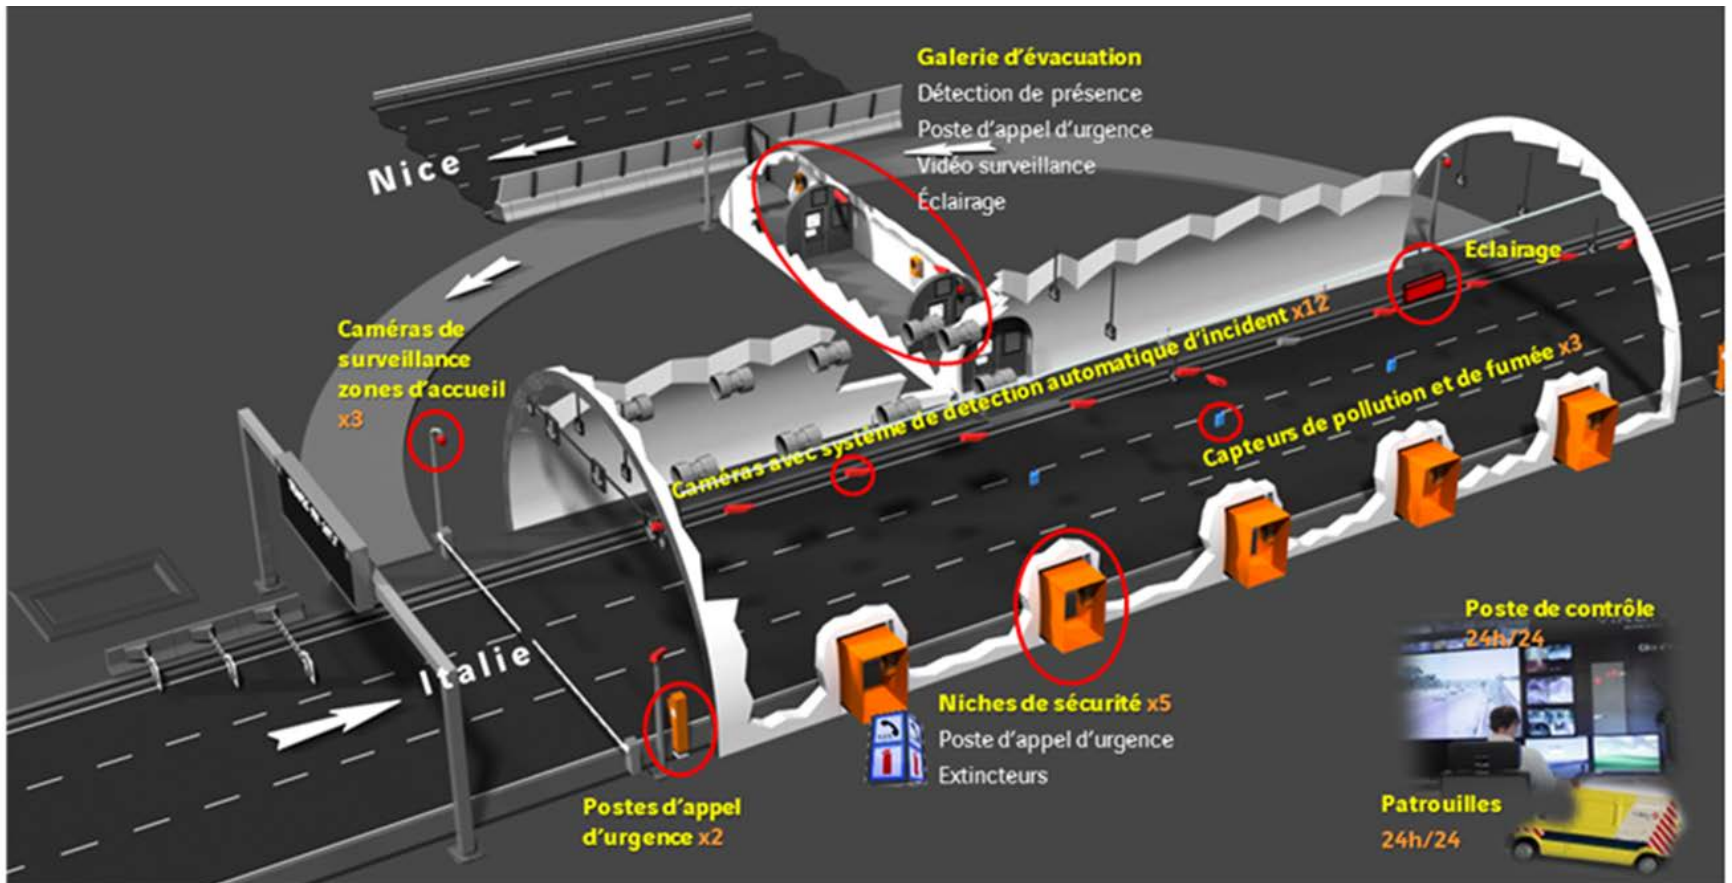 Galerie d'évacuation
Détection de présence
Poste d'appel d'urgence
Vidéo surveillance
Éclairage
Nice
Eclairage
Caméras de
surveillance
zones d'accueil
x3
Caméras avec système de détection automatique d'incident x12
Capteurs de pollution et de fumée x3
Italie
Niches de sécurité x5
Poste d'appel d'urgence
Extincteurs
Postes d'appel
d'urgence x2
Poste de contrôle
24h/24
Patrouilles
24h/24